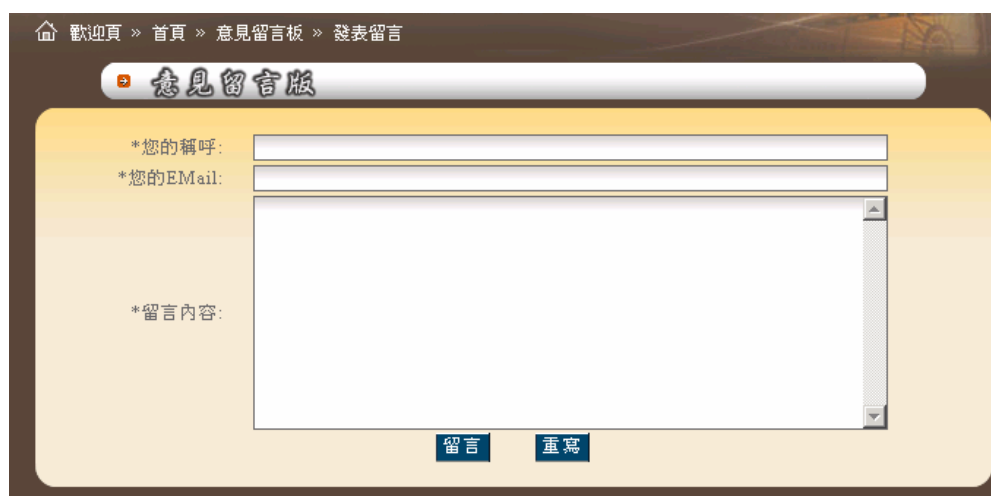 歡迎頁 » 首頁 » 意見留言板 » 發表留言
意見留言版
*您的稱呼:
*您的EMail:
*留言內容:
留言 重寫